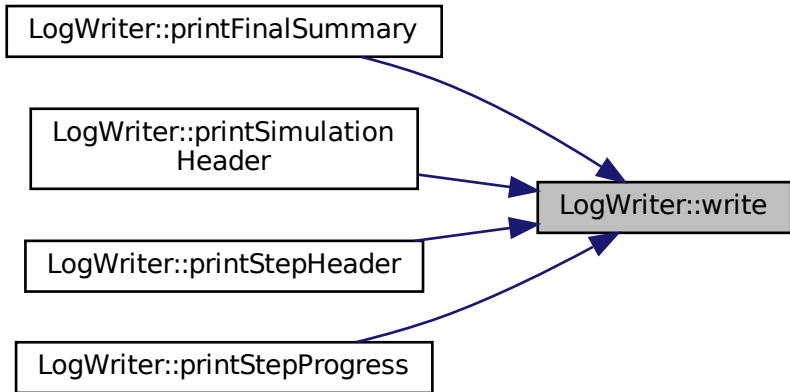 LogWriter::printFinalSummary
LogWriter::printSimulation
Header
LogWriter::write
LogWriter::printStepHeader
LogWriter::printStepProgress